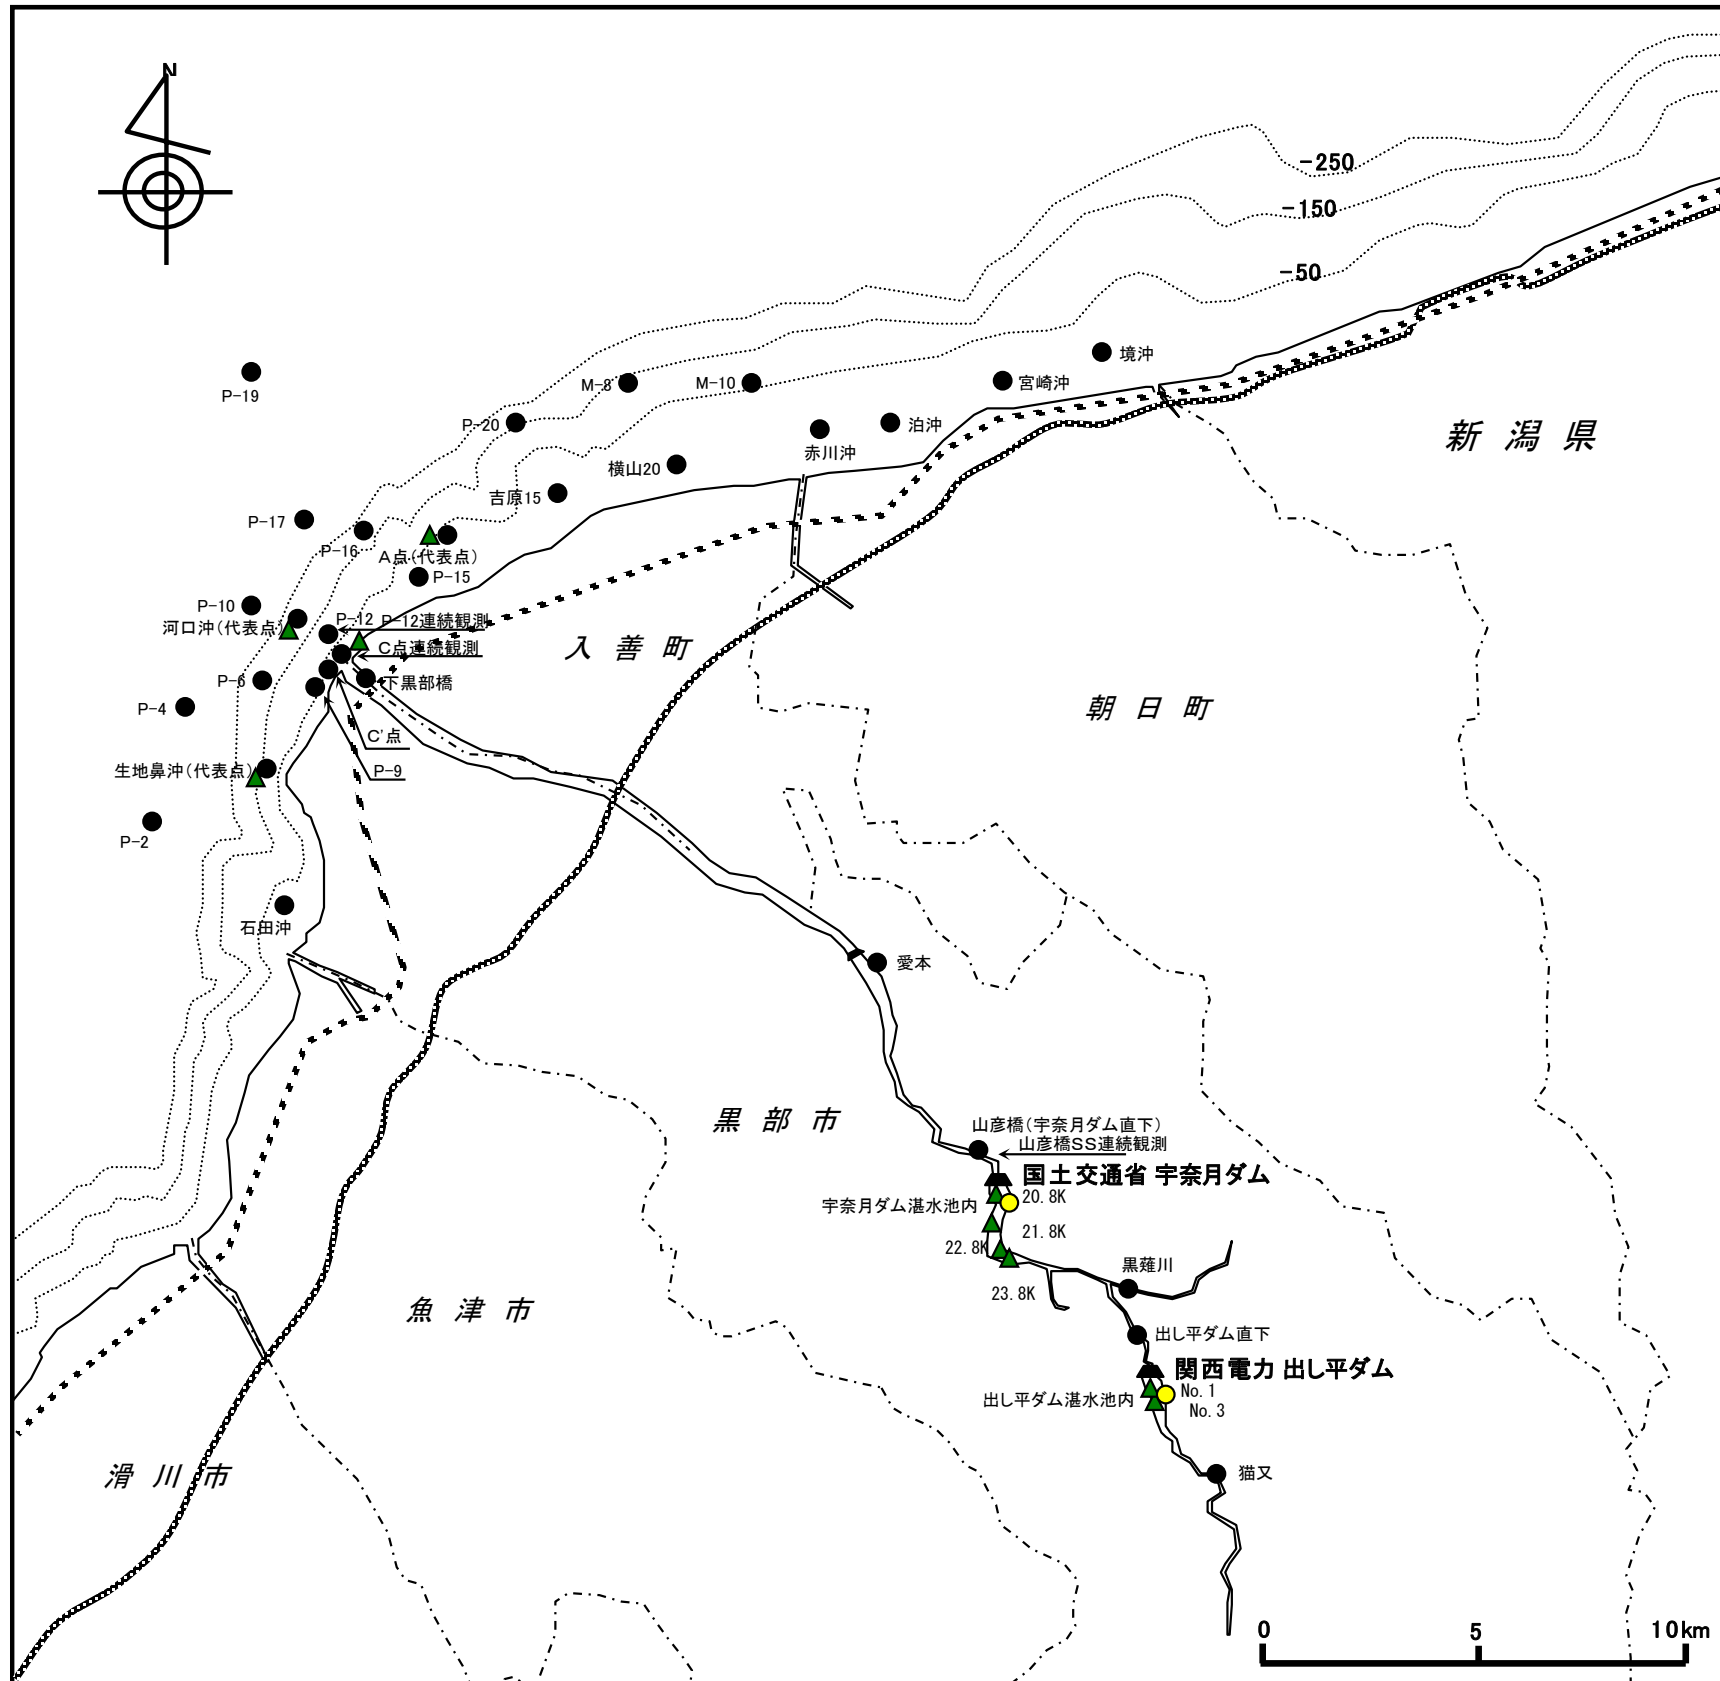 N
-250
-150
-50
境沖
宮崎沖
P-19
M-8
M-10
P-20
泊沖
赤川沖
新潟県
横山20
吉原15
P-17
P-16
A点(代表点)
P-15
P-10
河口沖(代表点)
P-12
P-12連続観測
C点連続観測
入善町
P-6
下黒部橋
P-4
朝日町
C'点
生地鼻沖(代表点)
P-9
P-2
石田沖
愛本
黒部市
山彦橋(宇奈月ダム直下)
山彦橋SS連続観測
国土交通省 宇奈月ダム
宇奈月ダム湛水池内
20.8K
21.8K
22.8K
黒薙川
23.8K
魚津市
出し平ダム直下
関西電力 出し平ダム
出し平ダム湛水池内
No.1
No.3
滑川市
猫又
0 5 10km